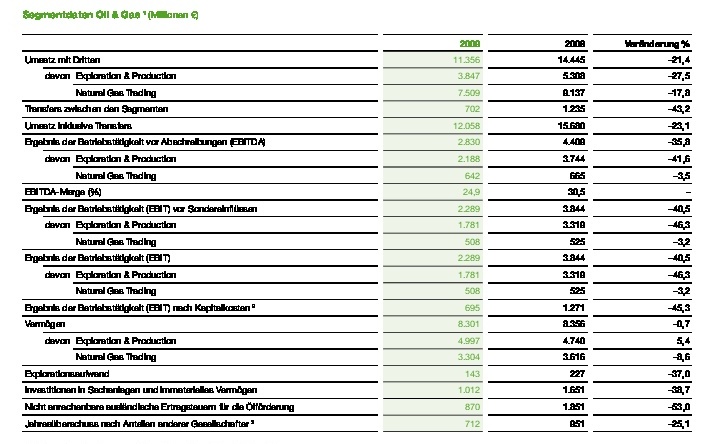 Segmentdaten Oil & Gas ¹ (Millionen €)
2009 2008 Veränderung %
Umsatz mit Dritten 11.356 14.445 –21,4
davon Exploration & Production 3.847 5.308 –27,5
Natural Gas Trading 7.509 9.137 –17,8
Transfers zwischen den Segmenten 702 1.235 –43,2
Umsatz inklusive Transfers 12.058 15.680 –23,1
Ergebnis der Betriebstätigkeit vor Abschreibungen (EBITDA) 2.830 4.409 –35,8
davon Exploration & Production 2.188 3.744 –41,6
Natural Gas Trading 642 665 –3,5
EBITDA-Marge (%) 24,9 30,5 –
Ergebnis der Betriebstätigkeit (EBIT) vor Sondereinflüssen 2.289 3.844 –40,5
davon Exploration & Production 1.781 3.319 –46,3
Natural Gas Trading 508 525 –3,2
Ergebnis der Betriebstätigkeit (EBIT) 2.289 3.844 –40,5
davon Exploration & Production 1.781 3.319 –46,3
Natural Gas Trading 508 525 –3,2
Ergebnis der Betriebstätigkeit (EBIT) nach Kapitalkosten ² 695 1.271 –45,3
Vermögen 8.301 8.356 –0,7
davon Exploration & Production 4.997 4.740 5,4
Natural Gas Trading 3.304 3.616 –8,6
Explorationsaufwand 143 227 –37,0
Investitionen in Sachanlagen und immaterielles Vermögen 1.012 1.651 –38,7
Nicht anrechenbare ausländische Ertragsteuern für die Ölförderung 870 1.851 –53,0
Jahresüberschuss nach Anteilen anderer Gesellschafter ³ 712 951 –25,1